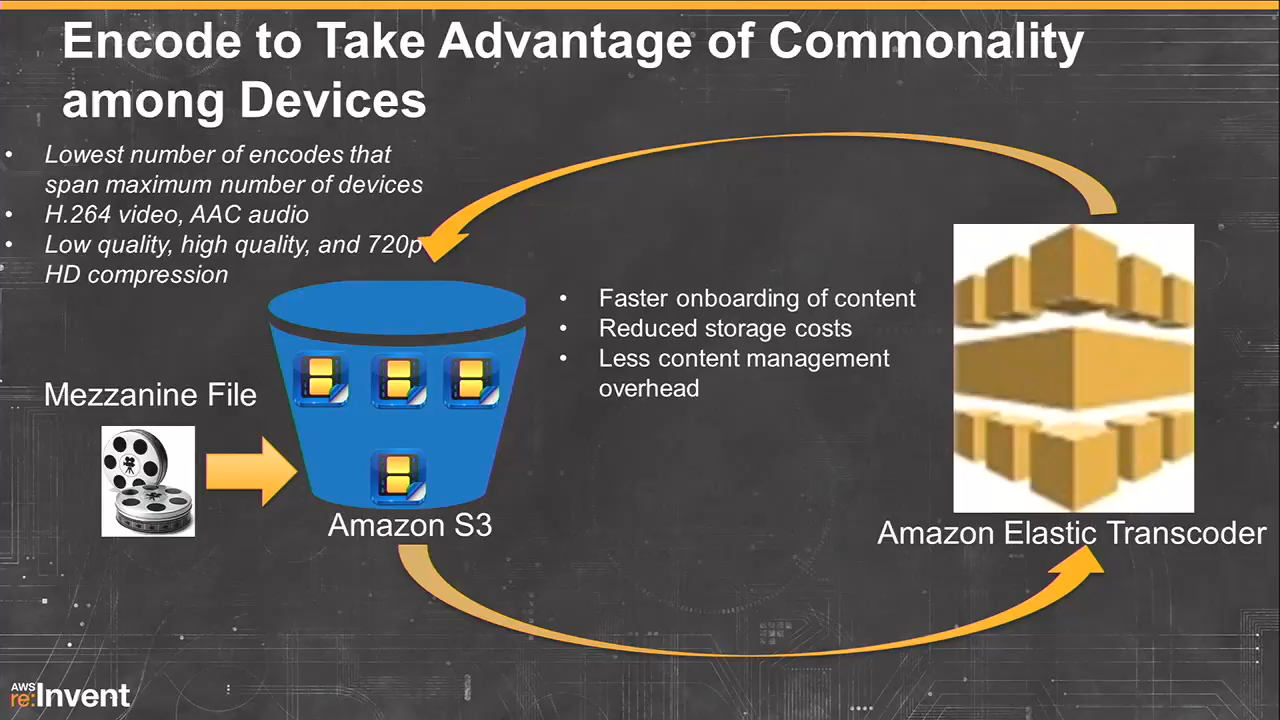 Encode to Take Advantage of Commonality
among Devices
• Lowest number of encodes that
span maximum number of devices
• H.264 video, AAC audio
• Low quality, high quality, and 720p
HD compression
• Faster onboarding of content
• Reduced storage costs
• Less content management
overhead
Mezzanine File
Amazon S3
Amazon Elastic Transcoder
AWS
re:Invent